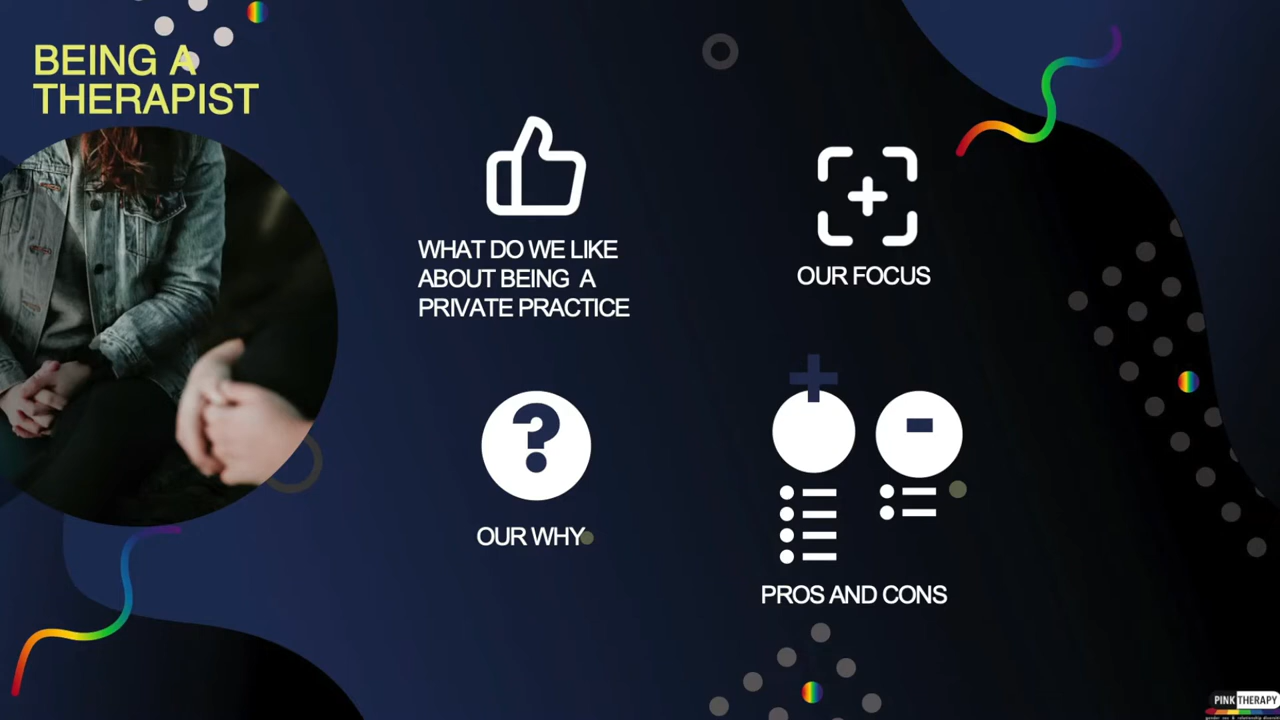 BEING A
THERAPIST
WHAT DO WE LIKE
ABOUT BEING A
PRIVATE PRACTICE
OUR FOCUS
OUR WHY
PROS AND CONS
PINK THERAPY